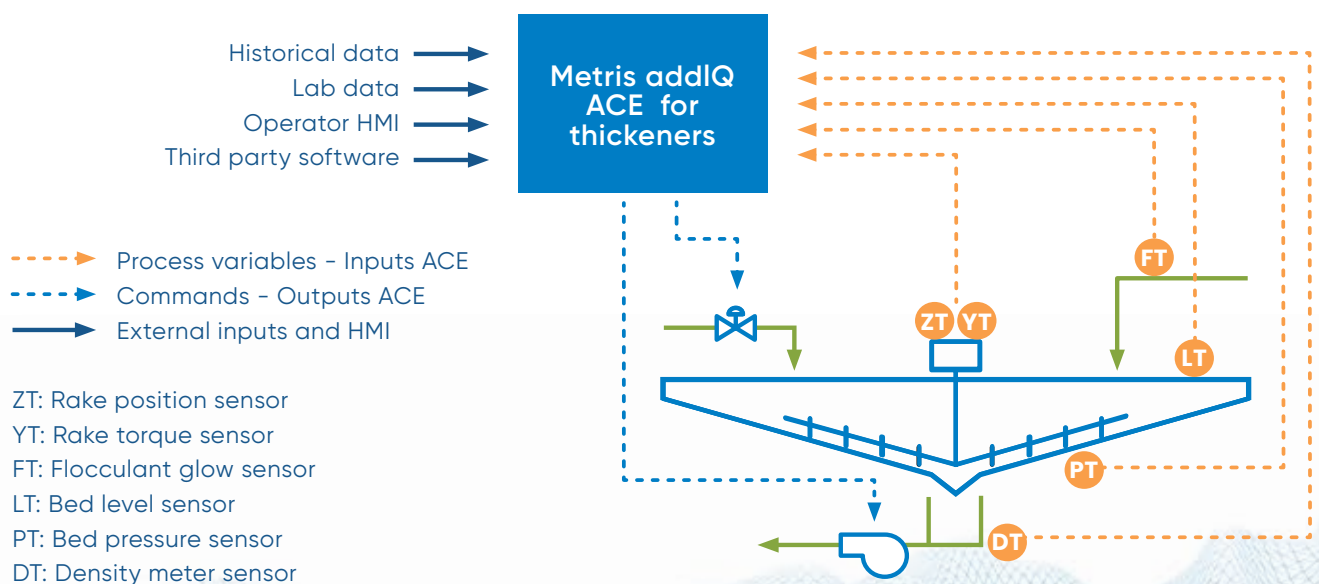 Historical data
Lab data
Operator HMI
Third party software
Metris addIQ
ACE for
thickeners
Process variables - Inputs ACE
Commands - Outputs ACE
External inputs and HMI
ZT: Rake position sensor
YT: Rake torque sensor
FT: Flocculant glow sensor
LT: Bed level sensor
PT: Bed pressure sensor
DT: Density meter sensor
FT
ZT YT
LT
PT
DT